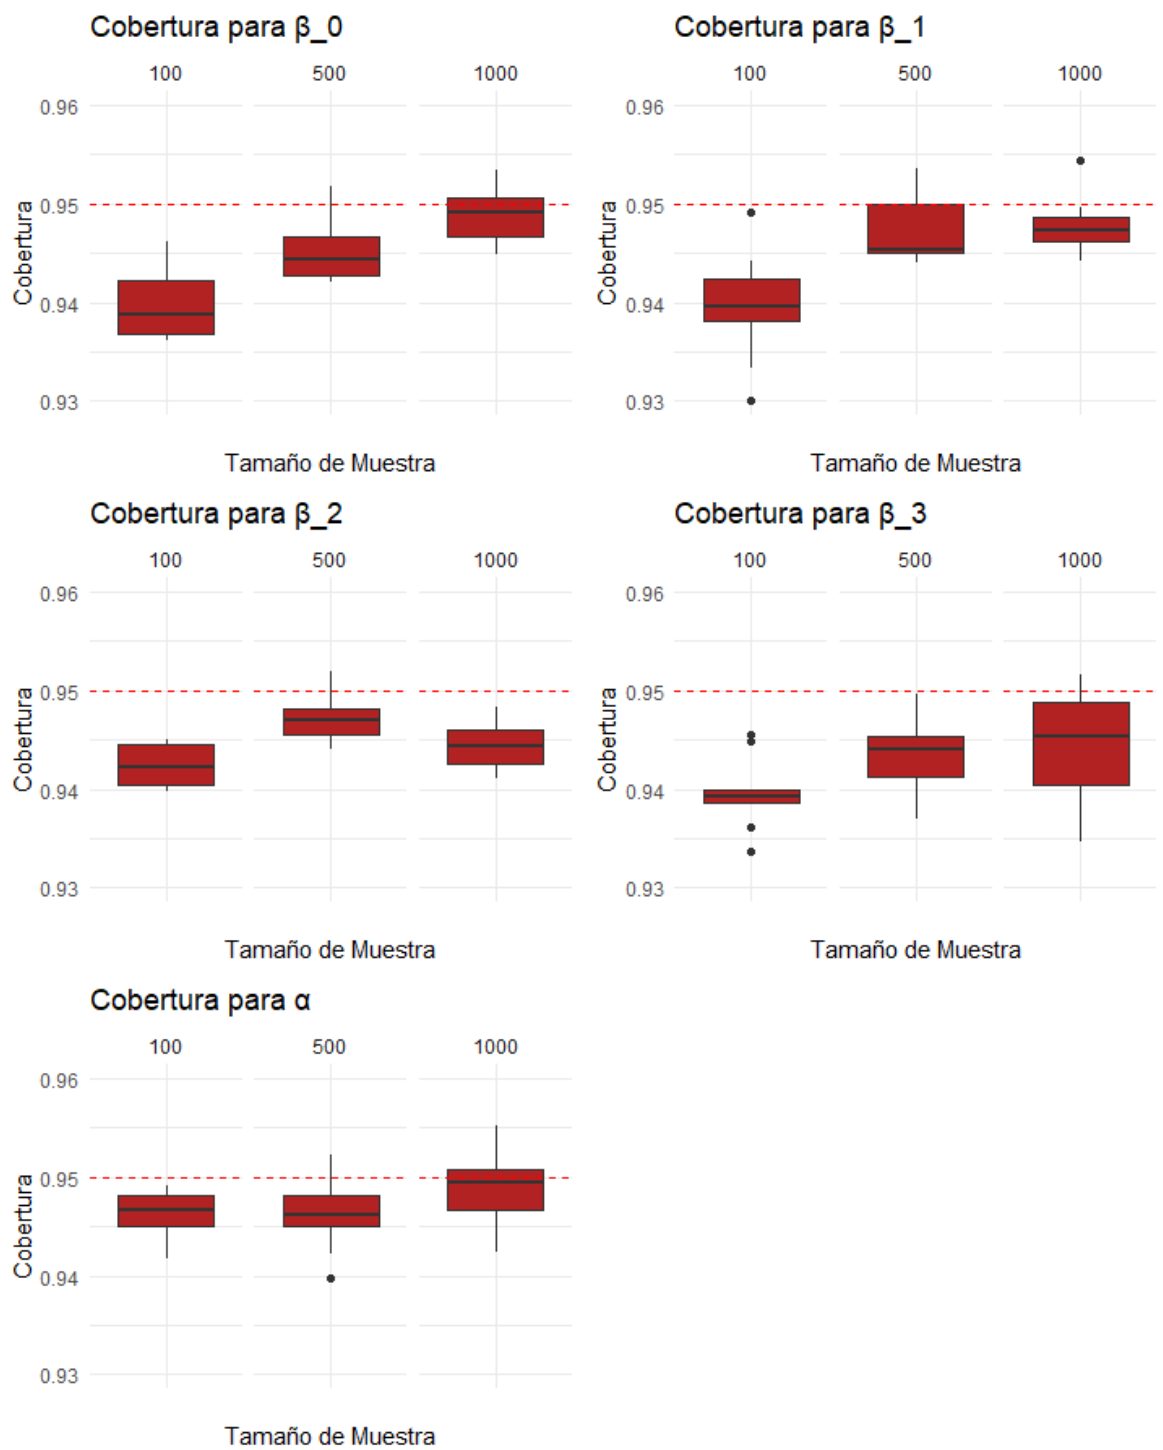 Cobertura para β_0
100 500 1000
0.96
0.95
0.94
0.93
Cobertura
Tamaño de Muestra
Cobertura para β_1
100 500 1000
0.96
0.95
0.94
0.93
Cobertura
Tamaño de Muestra
Cobertura para β_2
100 500 1000
0.96
0.95
0.94
0.93
Cobertura
Tamaño de Muestra
Cobertura para β_3
100 500 1000
0.96
0.95
0.94
0.93
Cobertura
Tamaño de Muestra
Cobertura para α
100 500 1000
0.96
0.95
0.94
0.93
Cobertura
Tamaño de Muestra